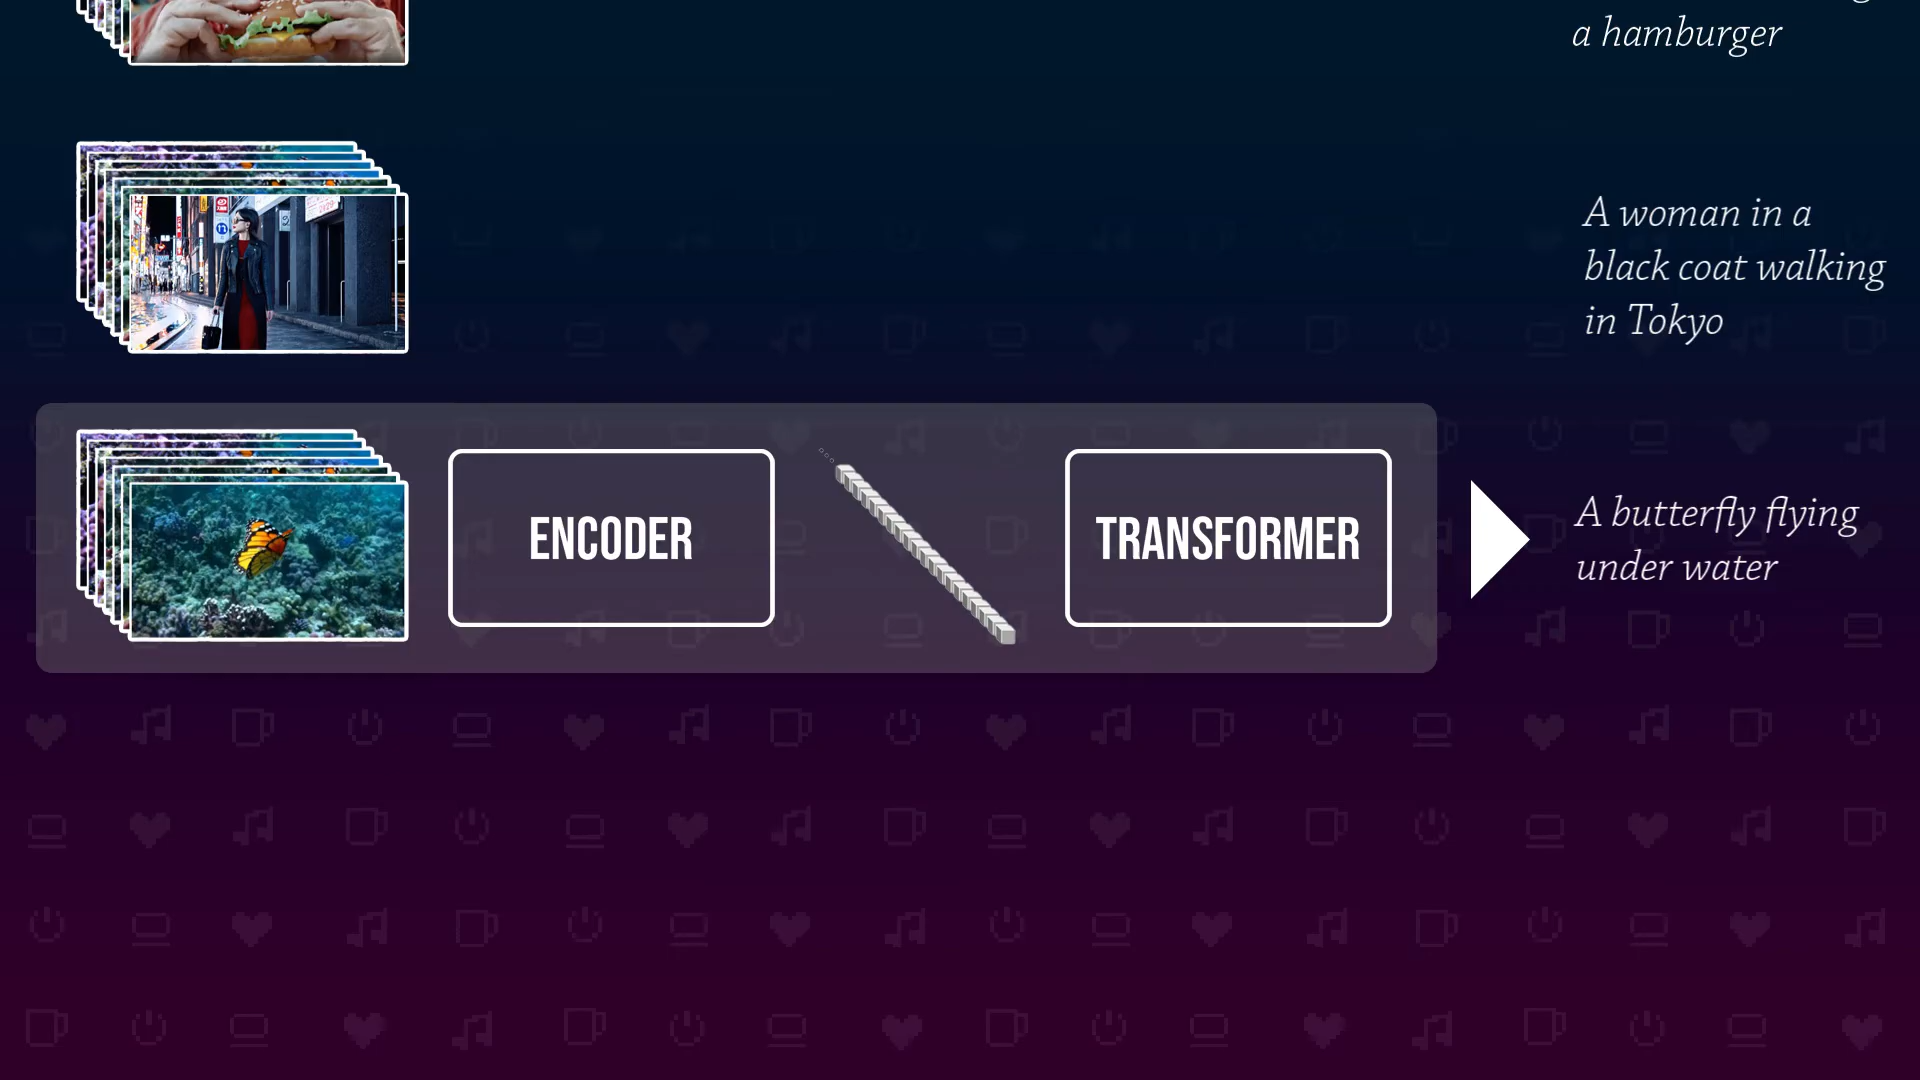 a hamburger
A woman in a
black coat walking
in Tokyo
ENCODER
TRANSFORMER
A butterfly flying
under water